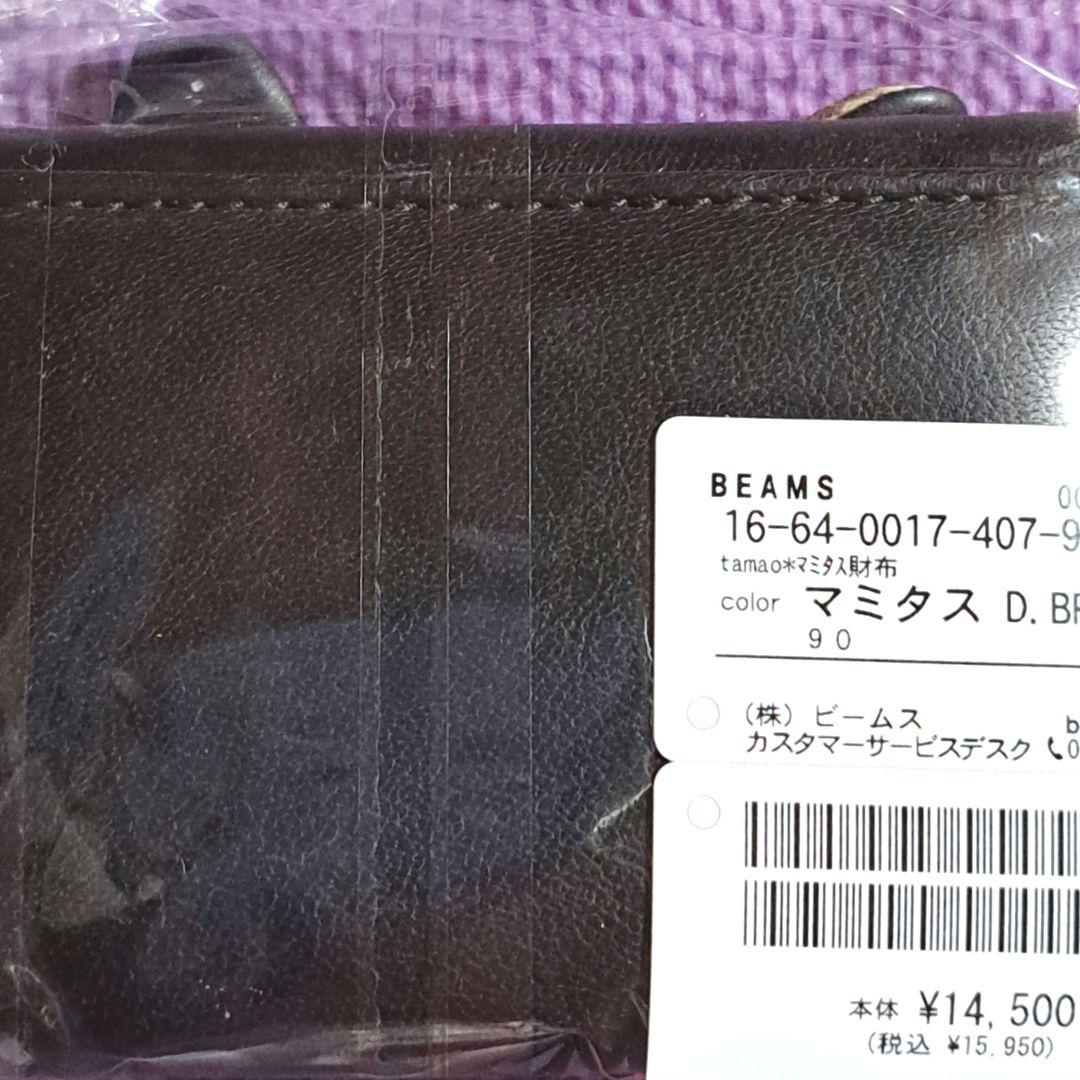 BEAMS
16-64-0017-407-9
tamao*マミタス財布
color マミタス D.BR
90
(株) ビームス
カスタマーサービスデスク
本体 ¥14,500
(税込 ¥15,950)